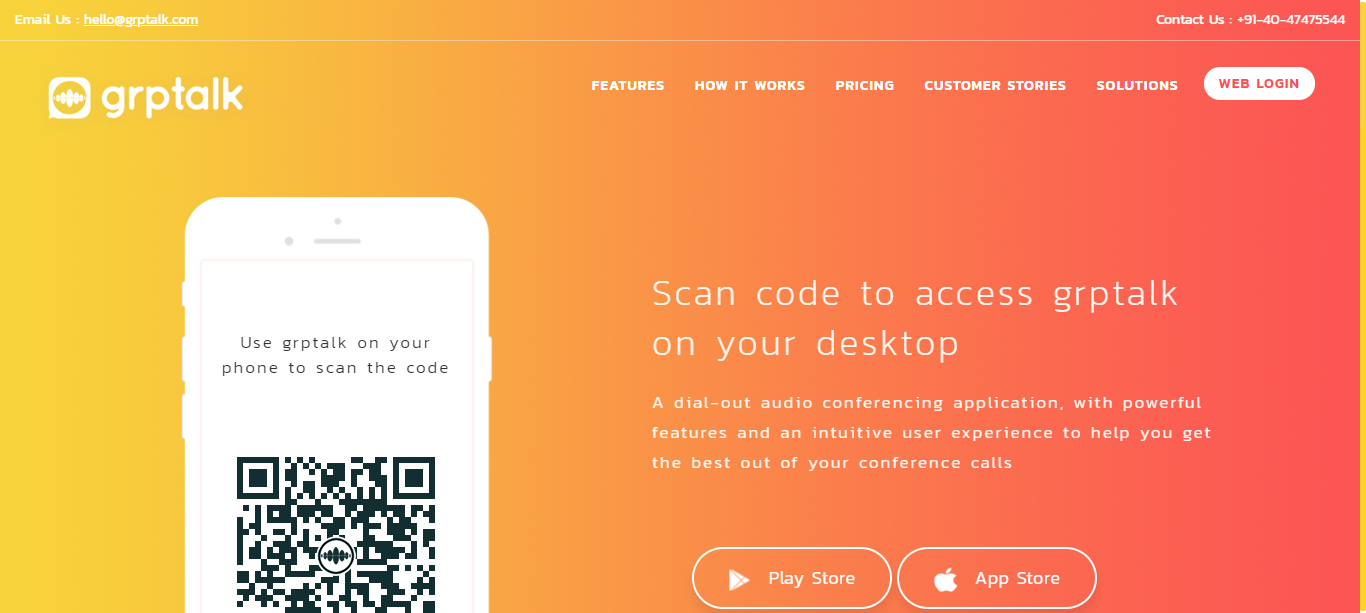 Email Us : hello@grptalk.com
Contact Us : +91-40-47475544
grptalk
FEATURES
HOW IT WORKS
PRICING
CUSTOMER STORIES
SOLUTIONS
WEB LOGIN
Use grptalk on your
phone to scan the code
Scan code to access grptalk
on your desktop
A dial-out audio conferencing application, with powerful
features and an intuitive user experience to help you get
the best out of your conference calls
Play Store
App Store